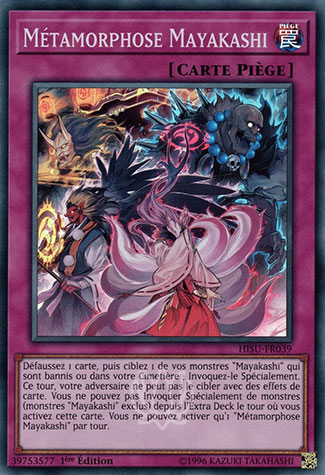 Métamorphose Mayakashi
PIÈGE
罠
[Carte Piège]
HISU-FR039
Défaussez 1 carte, puis ciblez 1 de vos monstres "Mayakashi" qui
sont bannis ou dans votre Cimetière ; Invoquez-le Spécialement.
Ce tour, votre adversaire ne peut pas le cibler avec des effets de
carte. Vous ne pouvez pas Invoquer Spécialement de monstres
(monstres "Mayakashi" exclus) depuis l'Extra Deck le tour où vous
activez cette carte. Vous ne pouvez activer qu'1 "Métamorphose
Mayakashi" par tour.
39753577 1ère Édition ©1996 KAZUKI TAKAHASHI